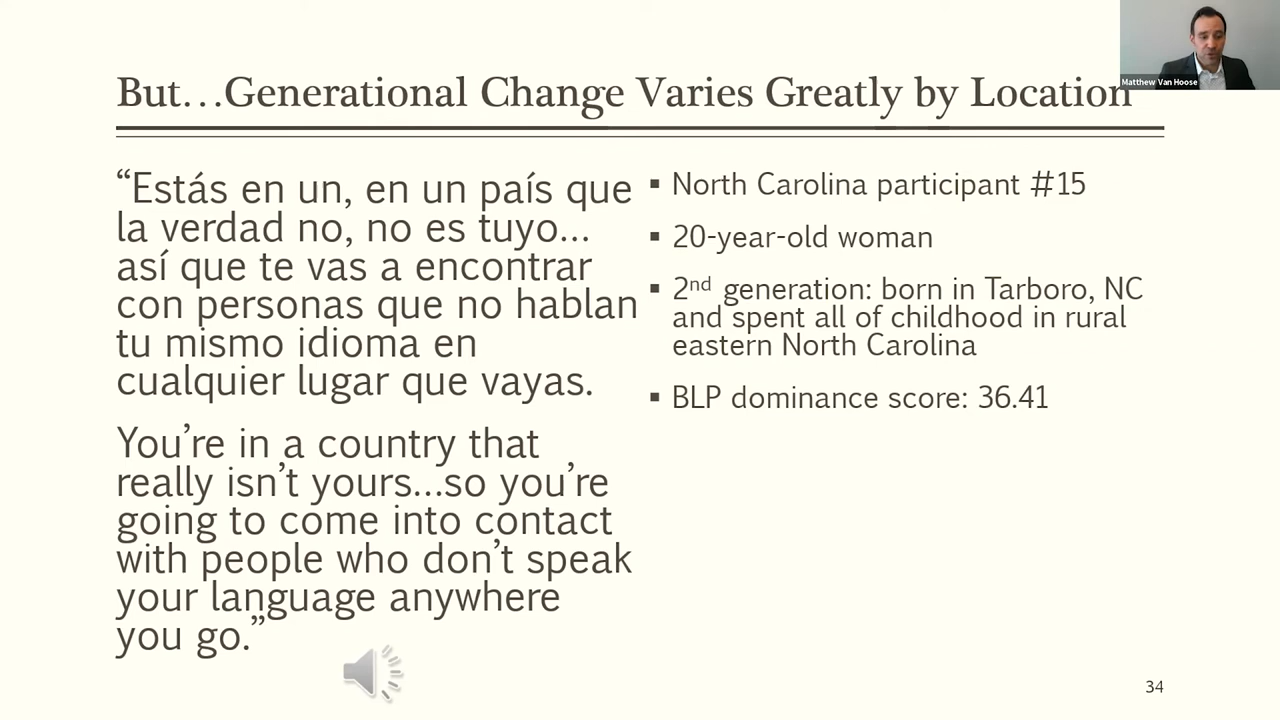 Matthew Van Hoose
But…Generational Change Varies Greatly by Location
“Estás en un, en un país que
la verdad no, no es tuyo…
así que te vas a encontrar
con personas que no hablan
tu mismo idioma en
cualquier lugar que vayas.
You’re in a country that
really isn’t yours…so you’re
going to come into contact
with people who don’t speak
your language anywhere
you go.”
▪ North Carolina participant #15
▪ 20-year-old woman
▪ 2nd generation: born in Tarboro, NC
and spent all of childhood in rural
eastern North Carolina
▪ BLP dominance score: 36.41
34